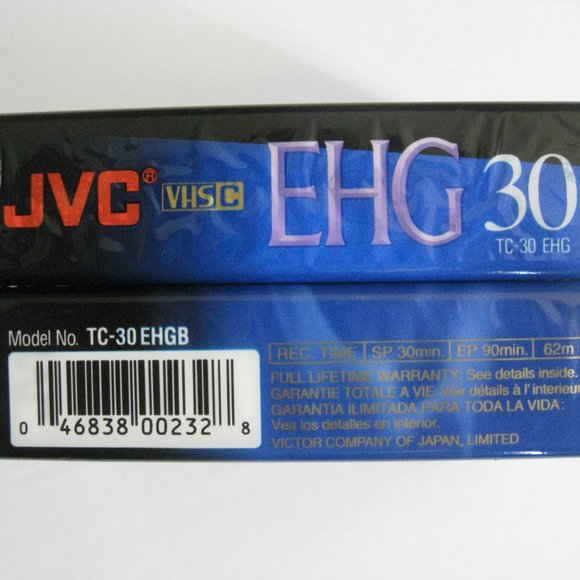 JVC® VHS C EHG 30
TC-30 EHG
Model No. TC-30EHGB
REC. TIME SP 30min. EP 90min. 62m
FULL LIFETIME WARRANTY: See details inside.
GARANTIE TOTALE A VIE: Voir détails à l' interieur
GARANTIA ILIMITADA PARA TODA LA VIDA:
Vea los detalles en interior.
VICTOR COMPANY OF JAPAN, LIMITED
0 46838 00232 8